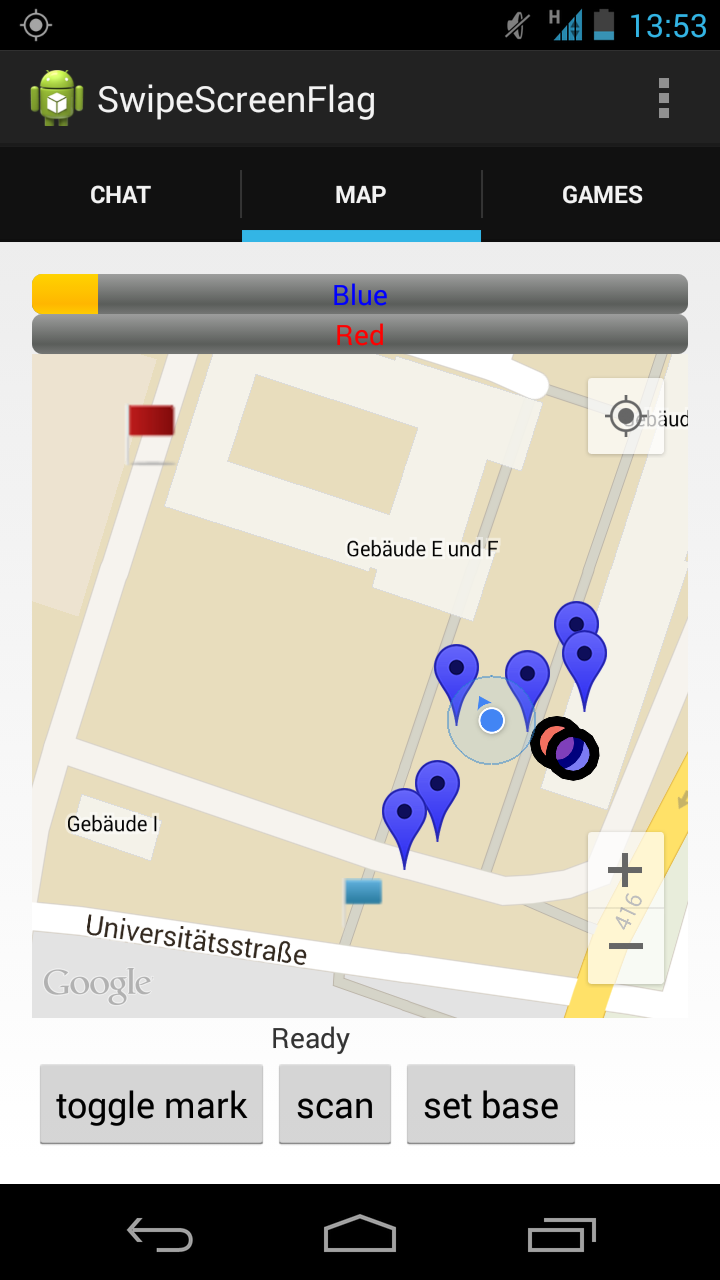 H 13:53
SwipeScreenFlag
CHAT MAP GAMES
Blue
Red
Gebäud
Gebäude E und F
Gebäude I
416
Universitätsstraße
Google
Ready
toggle mark scan set base